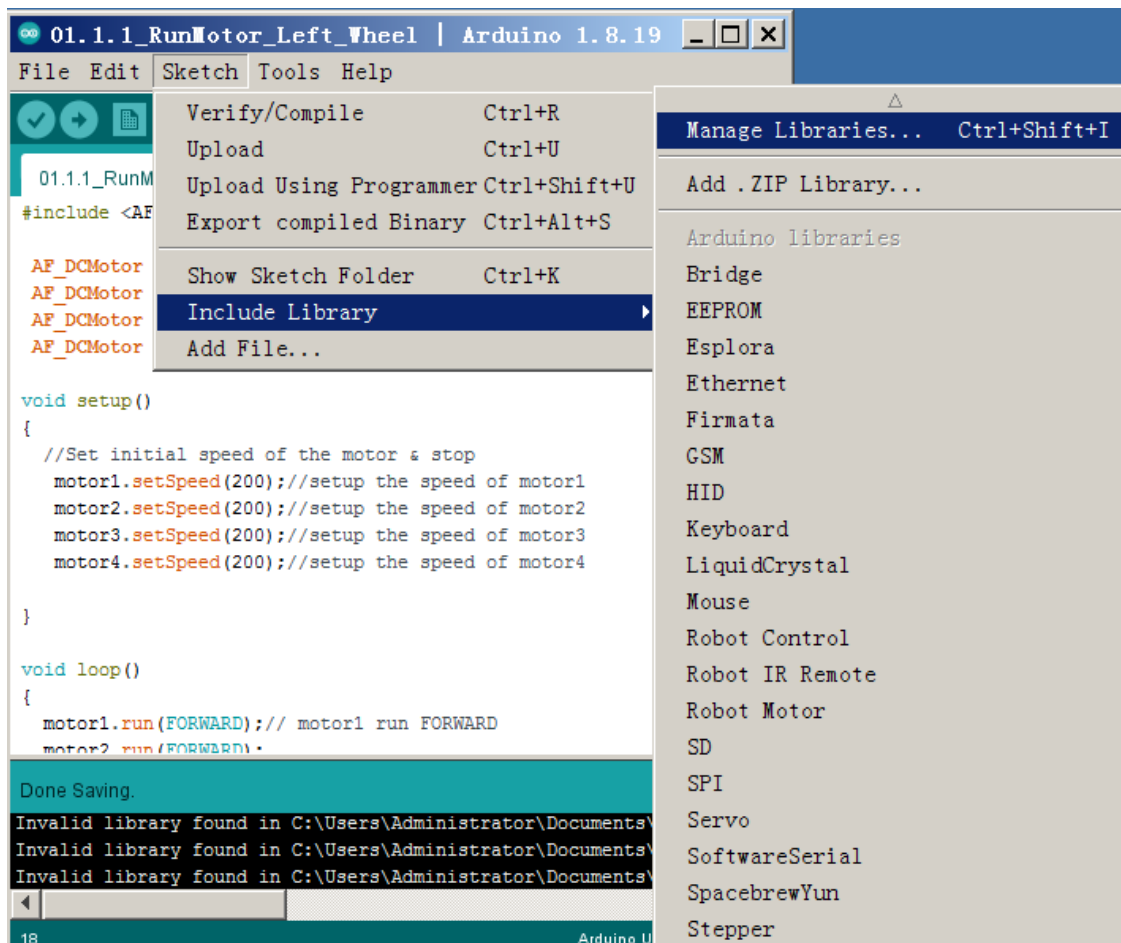 01.1.1_RunMotor_Left_Wheel | Arduino 1.8.19
File Edit Sketch Tools Help
Verify/Compile Ctrl+R
Upload Ctrl+U
Upload Using Programmer Ctrl+Shift+U
Export compiled Binary Ctrl+Alt+S
Show Sketch Folder Ctrl+K
Include Library
Add File...
Manage Libraries... Ctrl+Shift+I
Add .ZIP Library...
Arduino libraries
Bridge
EEPROM
Esplora
Ethernet
Firmata
GSM
HID
Keyboard
LiquidCrystal
Mouse
Robot Control
Robot IR Remote
Robot Motor
SD
SPI
Servo
SoftwareSerial
SpacebrewYun
Stepper
01.1.1_RunM
#include <AF
AF_DCMotor
AF_DCMotor
AF_DCMotor
AF_DCMotor
void setup()
{
//Set initial speed of the motor & stop
motor1.setSpeed(200);//setup the speed of motor1
motor2.setSpeed(200);//setup the speed of motor2
motor3.setSpeed(200);//setup the speed of motor3
motor4.setSpeed(200);//setup the speed of motor4
}
void loop()
{
motor1.run(FORWARD);// motor1 run FORWARD
motor2.run(FORWARD);
Done Saving.
Invalid library found in C:\Users\Administrator\Documents\
Invalid library found in C:\Users\Administrator\Documents\
Invalid library found in C:\Users\Administrator\Documents\
18 Arduino U